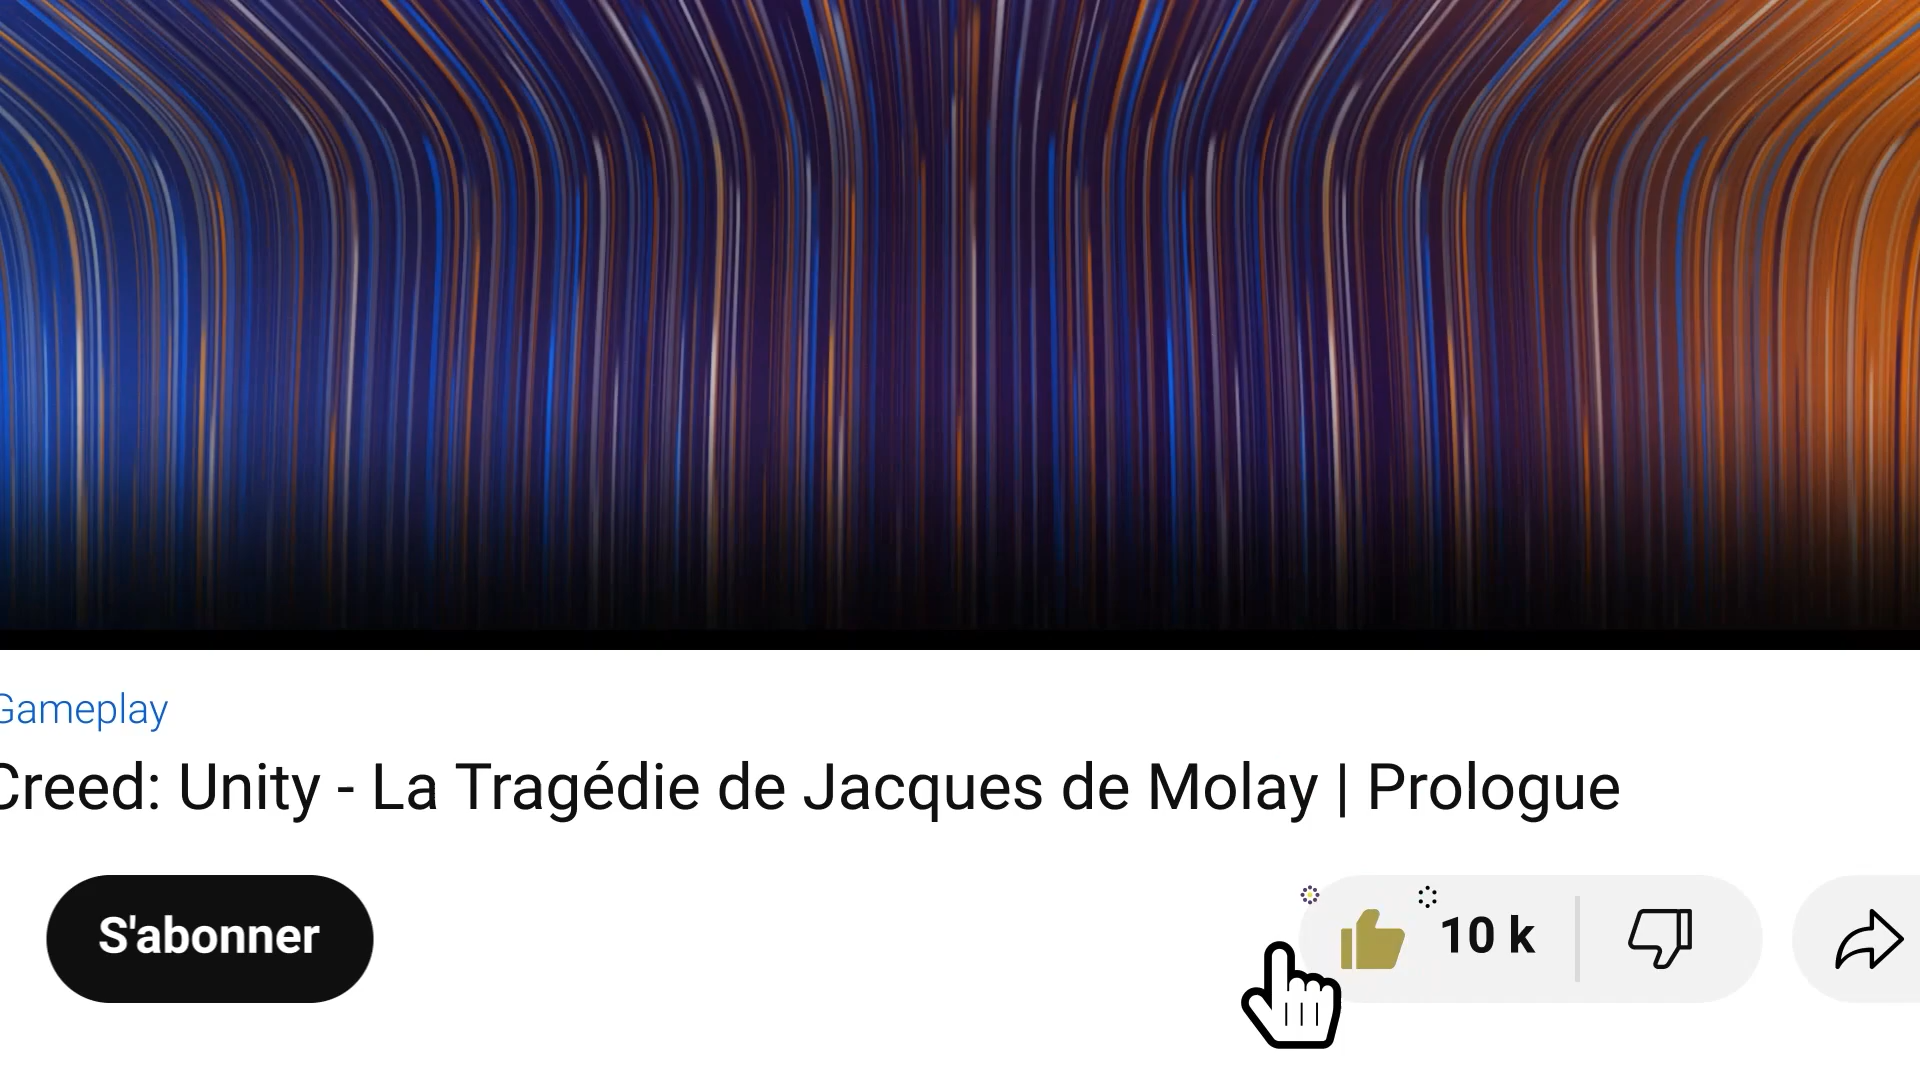 Gameplay
Creed: Unity - La Tragédie de Jacques de Molay | Prologue
S'abonner
10 k